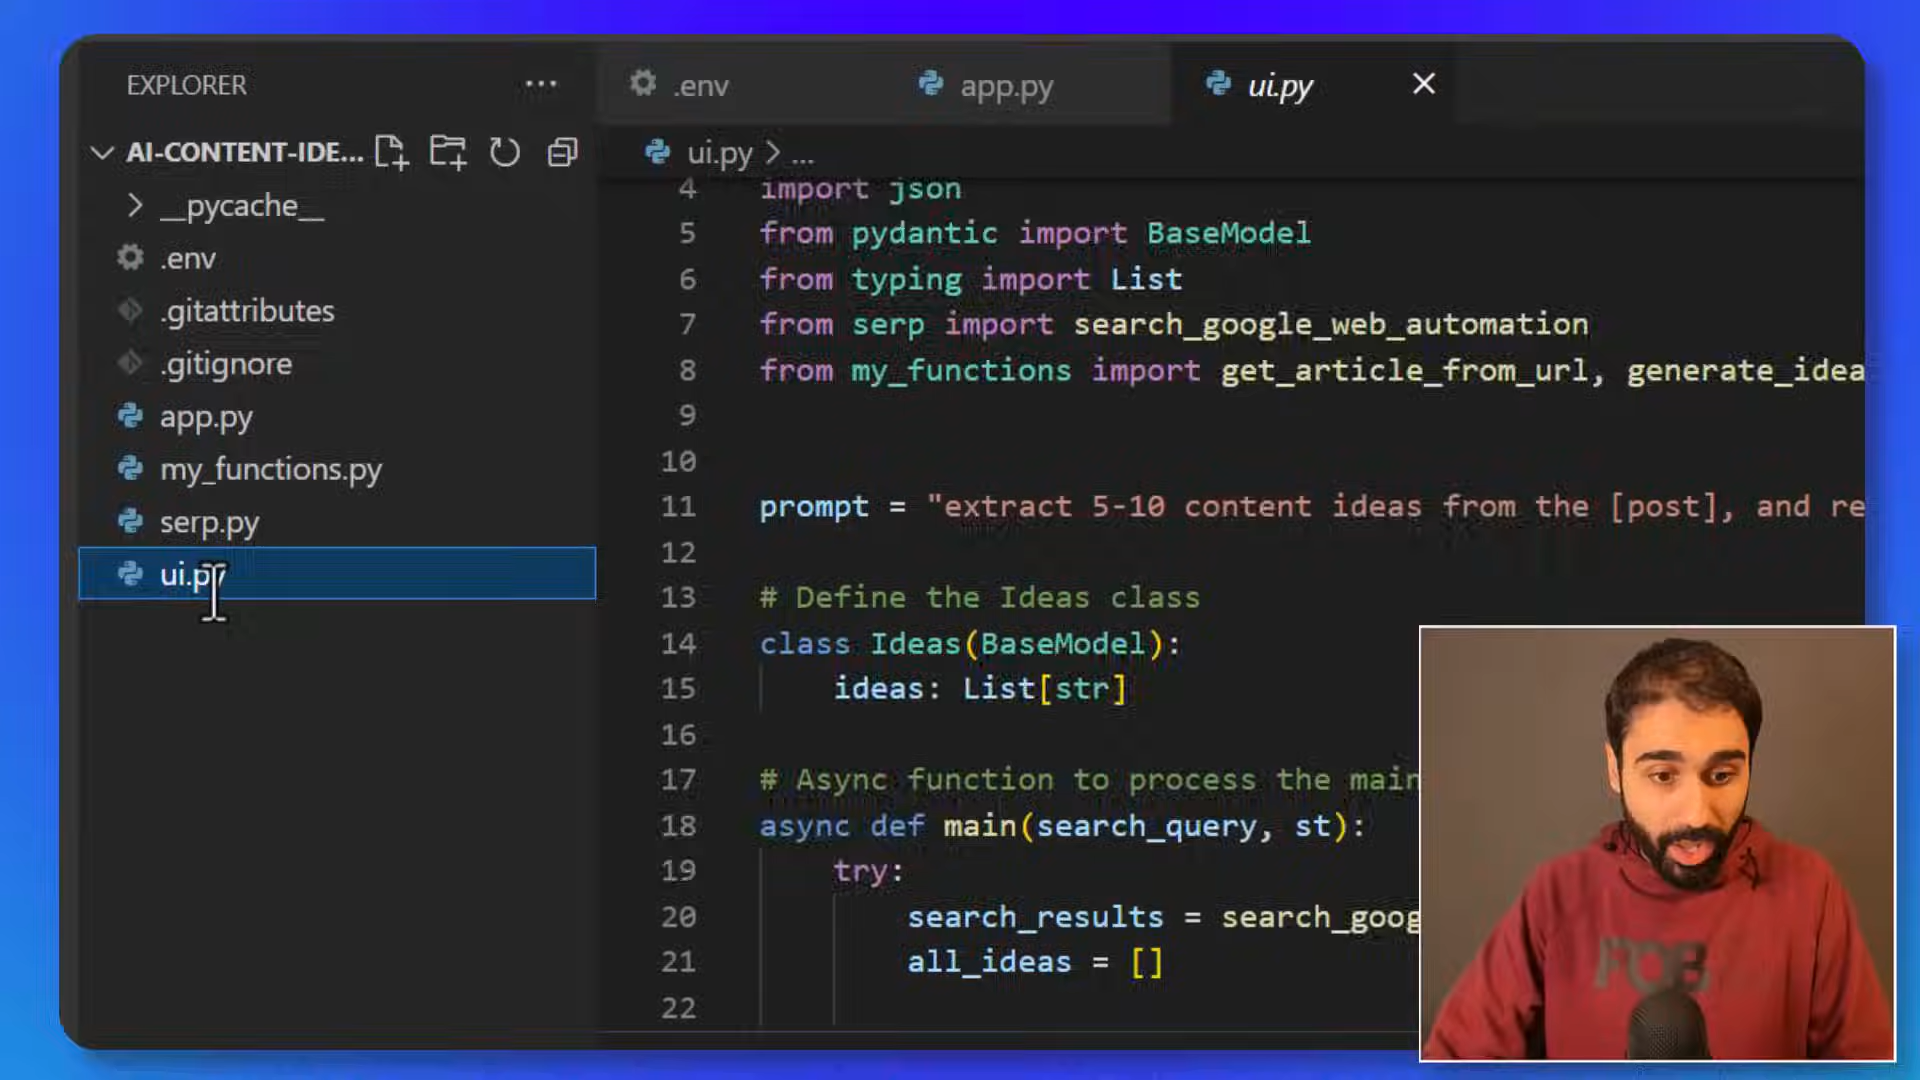 EXPLORER
.env
app.py
ui.py
AI-CONTENT-IDE...
ui.py > ...
__pycache__
.env
.gitattributes
.gitignore
app.py
my_functions.py
serp.py
ui.py
4 import json
5 from pydantic import BaseModel
6 from typing import List
7 from serp import search_google_web_automation
8 from my_functions import get_article_from_url, generate_idea
9
10
11 prompt = "extract 5-10 content ideas from the [post], and re
12
13 # Define the Ideas class
14 class Ideas(BaseModel):
15 ideas: List[str]
16
17 # Async function to process the main
18 async def main(search_query, st):
19 try:
20 search_results = search_goog
21 all_ideas = []
22